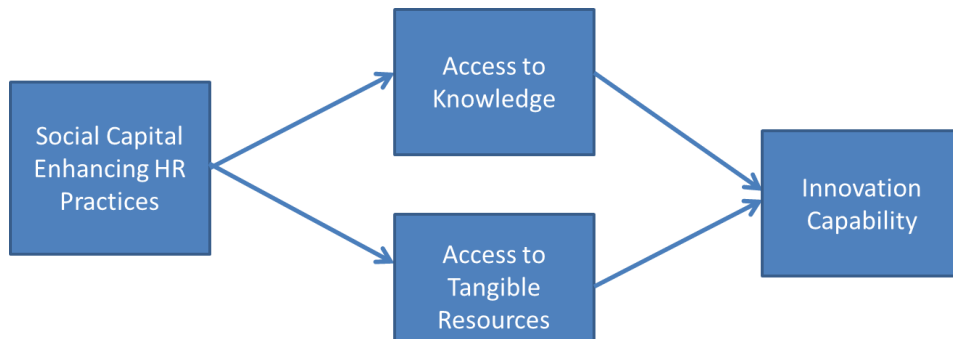 Social Capital
Enhancing HR
Practices
Access to
Knowledge
Access to
Tangible
Resources
Innovation
Capability